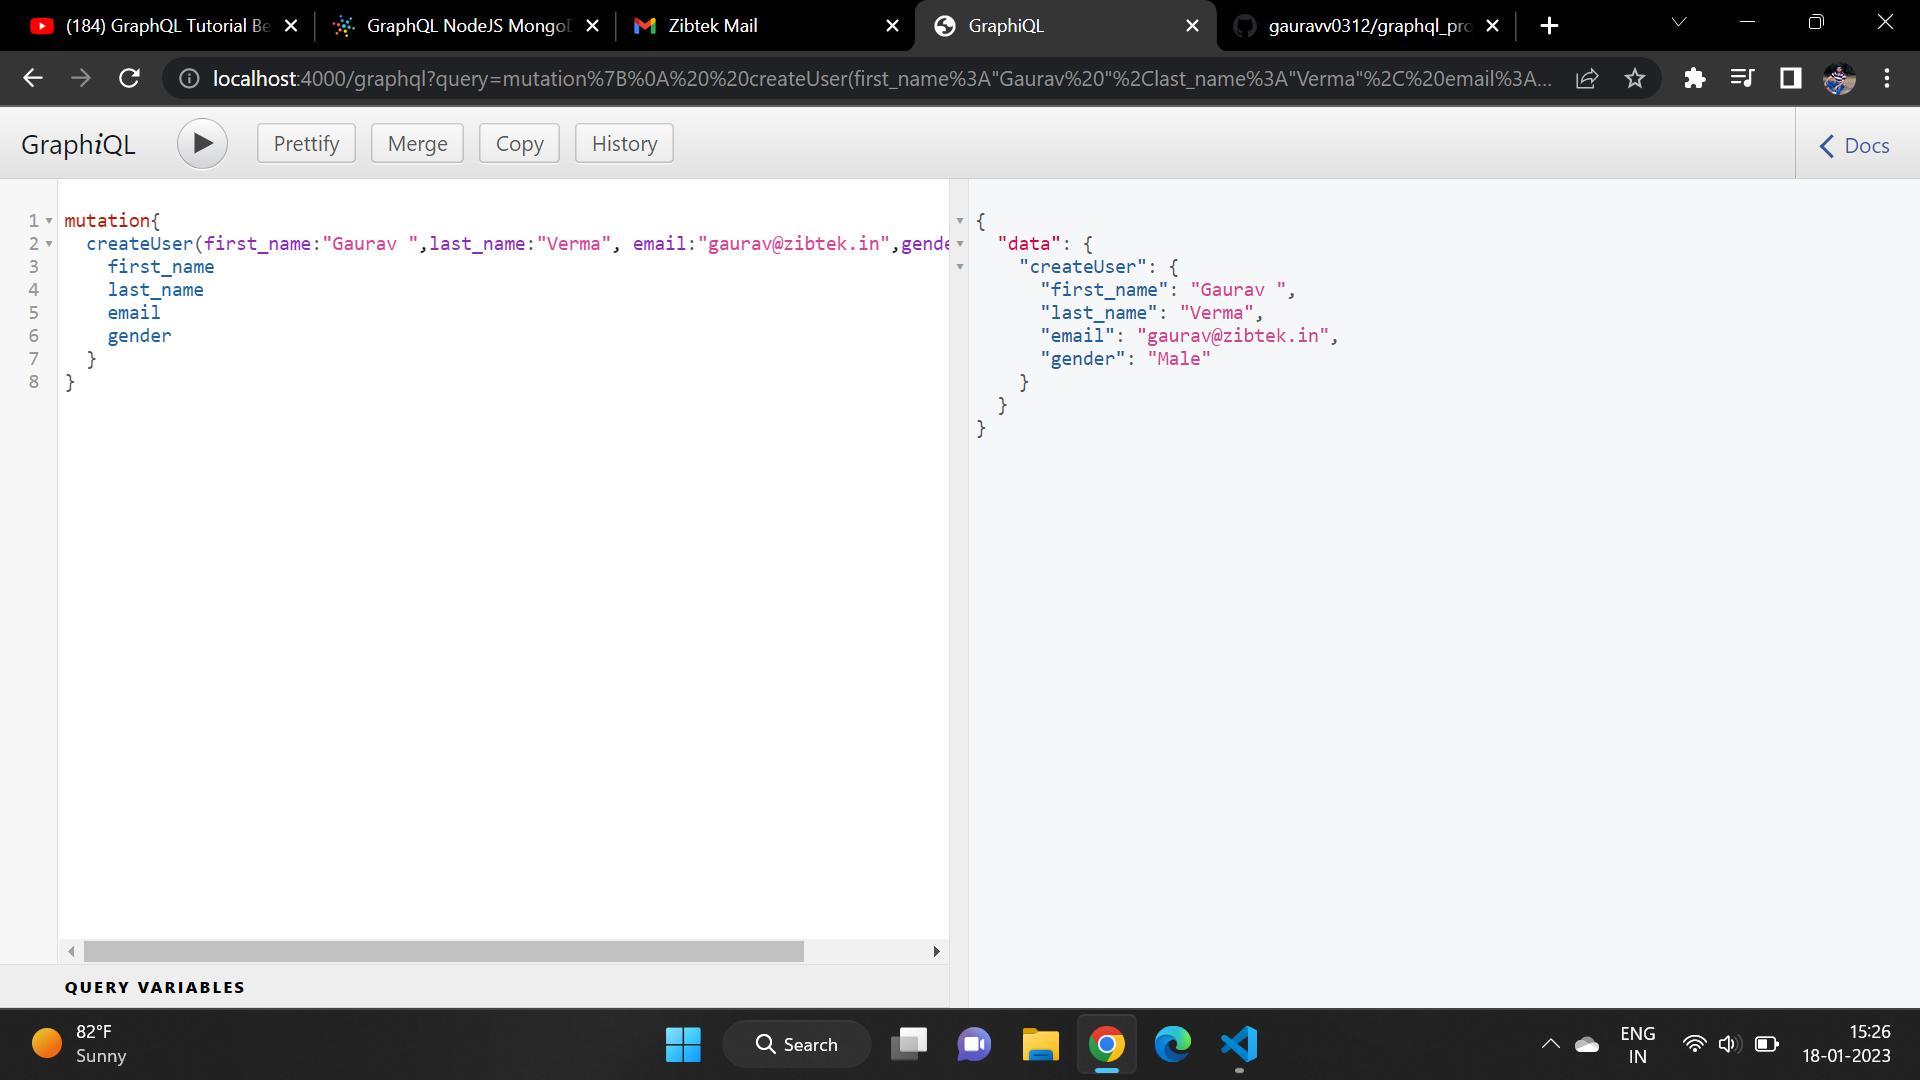 (184) GraphQL Tutorial Be
GraphQL NodeJS MongoD
Zibtek Mail
GraphiQL
gauravv0312/graphql_pro
localhost:4000/graphql?query=mutation%7B%0A%20%20createUser(first_name%3A"Gaurav%20"%2Clast_name%3A"Verma"%2C%20email%3A...
GraphiQL
Prettify
Merge
Copy
History
Docs
1 mutation{
2 createUser(first_name:"Gaurav ",last_name:"Verma", email:"gaurav@zibtek.in",gende
3 first_name
4 last_name
5 email
6 gender
7 }
8 }
{
"data": {
"createUser": {
"first_name": "Gaurav ",
"last_name": "Verma",
"email": "gaurav@zibtek.in",
"gender": "Male"
}
}
}
QUERY VARIABLES
82°F
Sunny
Search
ENG
IN
15:26
18-01-2023